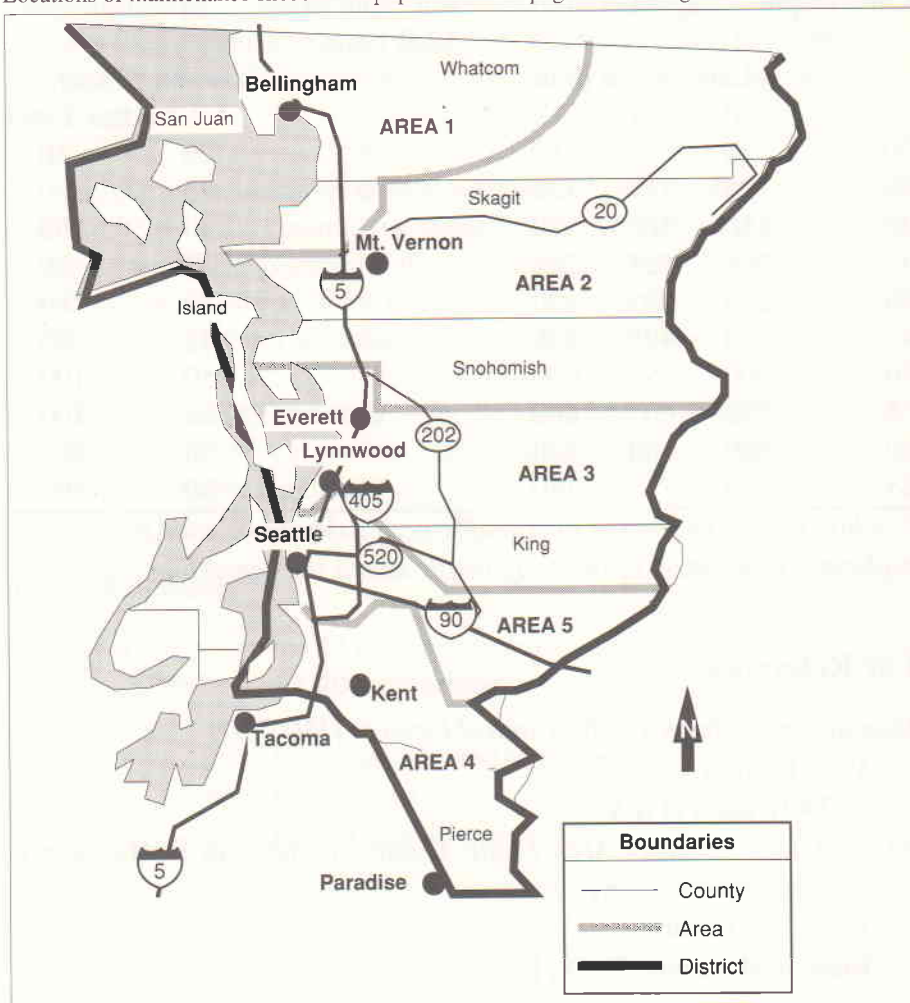 Whatcom
Bellingham
San Juan
AREA 1
Skagit
20
Mt. Vernon
5
AREA 2
Island
Snohomish
Everett
202
Lynnwood
AREA 3
405
Seattle
King
520
90
AREA 5
Kent
N
Tacoma
AREA 4
Pierce
Boundaries
5
Paradise
County
Area
District